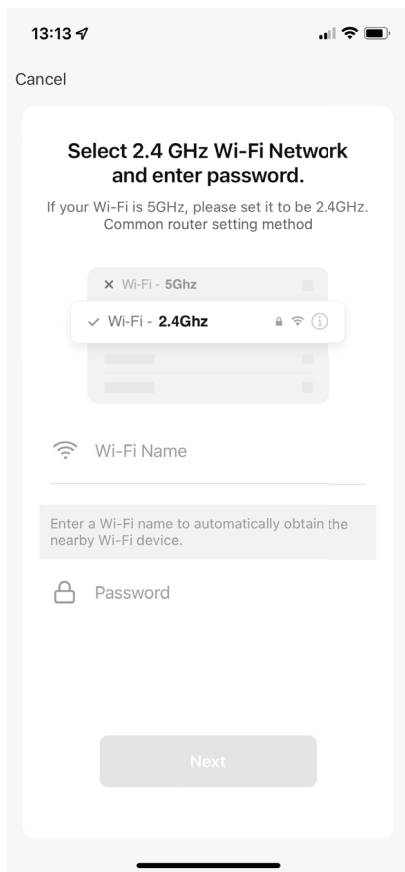 13:13
Cancel
Select 2.4 GHz Wi-Fi Network
and enter password.
If your Wi-Fi is 5GHz, please set it to be 2.4GHz.
Common router setting method
Wi-Fi - 5Ghz
Wi-Fi - 2.4Ghz
Wi-Fi Name
Enter a Wi-Fi name to automatically obtain the
nearby Wi-Fi device.
Password
Next